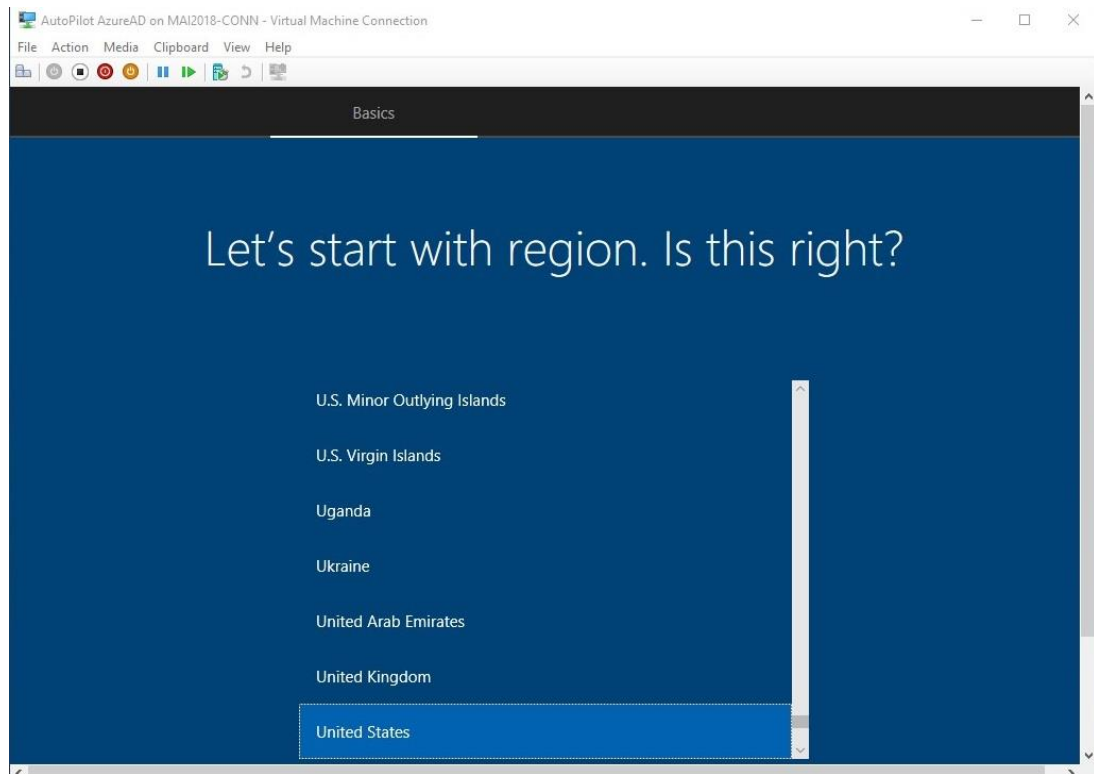 AutoPilot AzureAD on MAI2018-CONN - Virtual Machine Connection
File Action Media Clipboard View Help
Basics
Let's start with region. Is this right?
U.S. Minor Outlying Islands
U.S. Virgin Islands
Uganda
Ukraine
United Arab Emirates
United Kingdom
United States